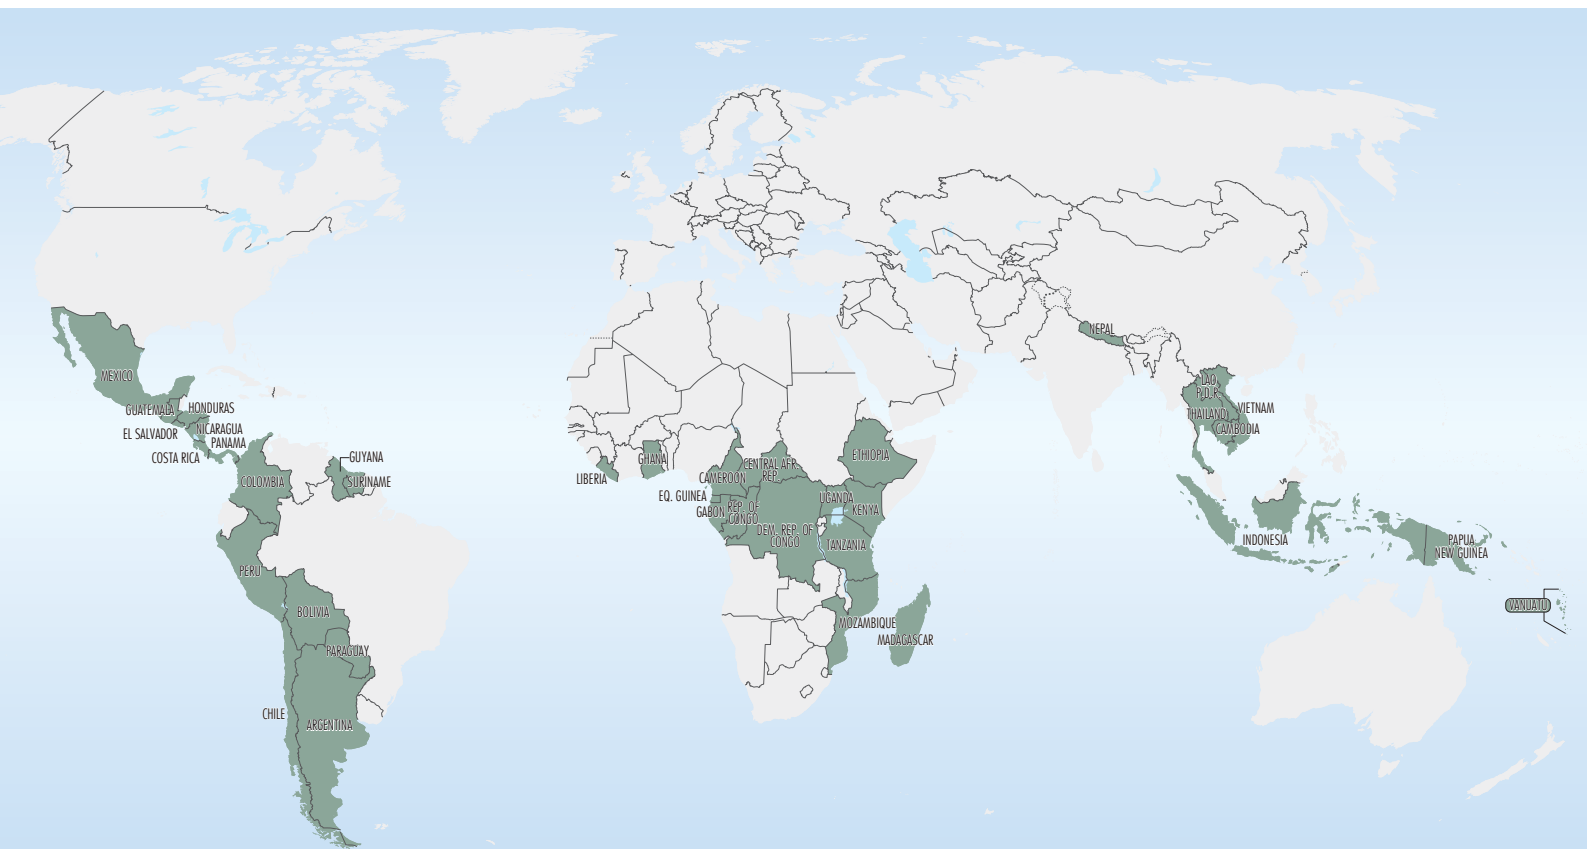 MEXICO
GUATEMALA
HONDURAS
EL SALVADOR
NICARAGUA
PANAMA
COSTA RICA
COLOMBIA
GUYANA
SURINAME
PERU
BOLIVIA
PARAGUAY
CHILE
ARGENTINA
LIBERIA
GHANA
CAMEROON
CENTRAL AFR.
REP.
ETHIOPIA
EQ. GUINEA
GABON
REP. OF
CONGO
UGANDA
KENYA
DEM. REP. OF
CONGO
TANZANIA
MOZAMBIQUE
MADAGASCAR
NEPAL
LAO
P.D.R.
THAILAND
VIETNAM
CAMBODIA
INDONESIA
PAPUA
NEW GUINEA
VANUATU